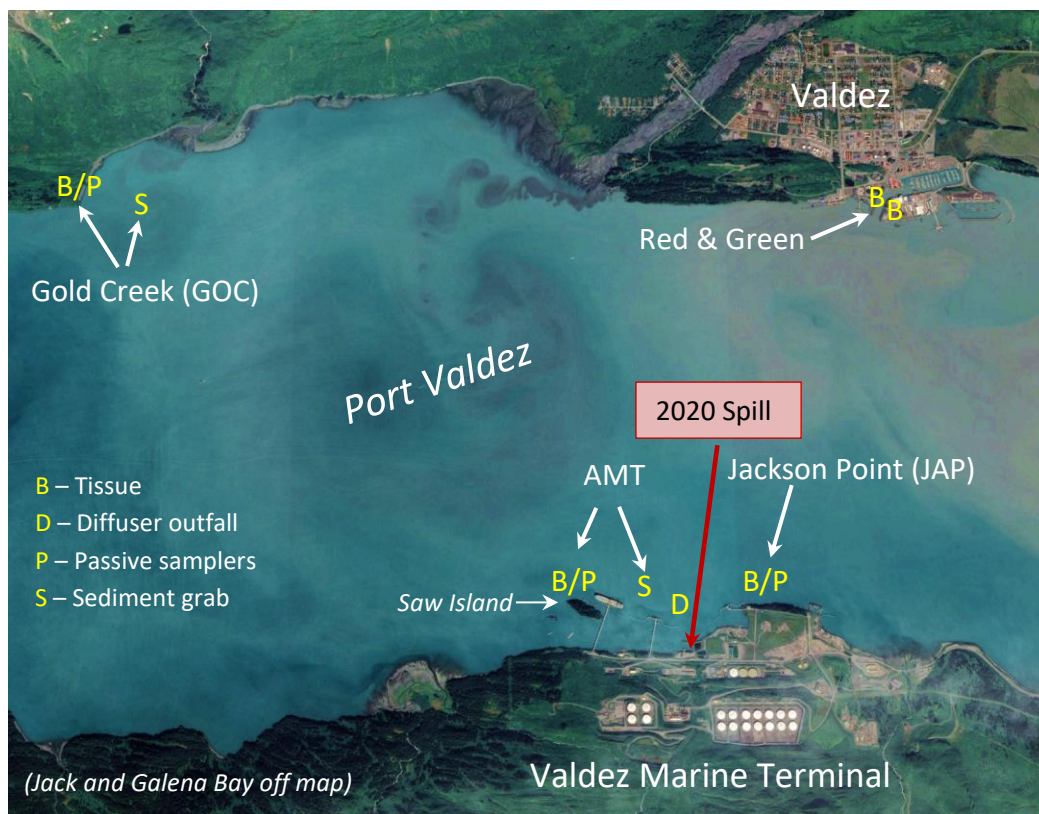 Valdez
B/P
S
B
B
Red & Green
Gold Creek (GOC)
Port Valdez
2020 Spill
AMT
Jackson Point (JAP)
B – Tissue
D – Diffuser outfall
P – Passive samplers
S – Sediment grab
B/P
S
B/P
Saw Island
D
Valdez Marine Terminal
(Jack and Galena Bay off map)